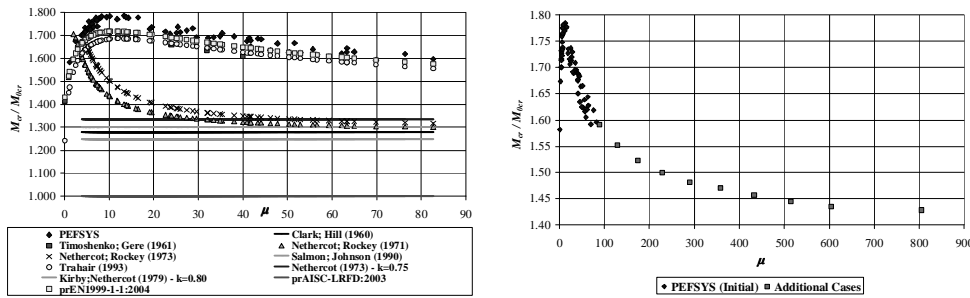 M_cr / M_0cr
1.800
1.700
1.600
1.500
1.400
1.300
1.200
1.100
1.000
0 10 20 30 40 50 60 70 80 90
μ
PEFSYS
Clark; Hill (1960)
Timoshenko; Gere (1961)
Nethercot; Rockey (1971)
Nethercot; Rockey (1973)
Salmon; Johnson (1990)
Trahair (1993)
Nethercot (1973) - k=0.75
Kirby;Nethercot (1979) - k=0.80
prAISC-LRFD:2003
prEN1999-1-1:2004
M_cr / M_0cr
1.80
1.75
1.70
1.65
1.60
1.55
1.50
1.45
1.40
0 100 200 300 400 500 600 700 800 900
μ
PEFSYS (Initial)
Additional Cases